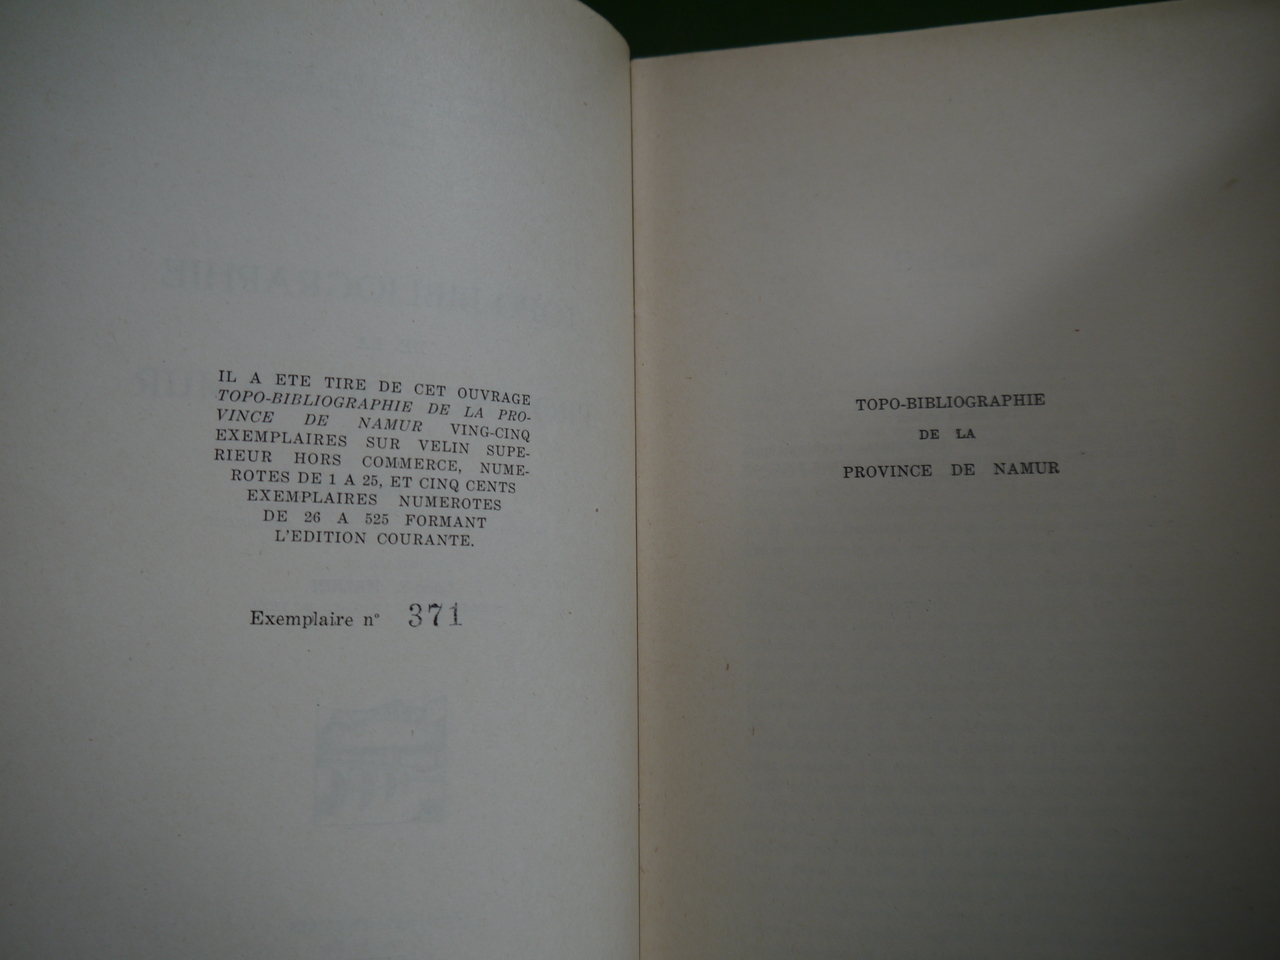 IL A ETE TIRE DE CET OUVRAGE
TOPO-BIBLIOGRAPHIE DE LA PRO-
VINCE DE NAMUR VING-CINQ
EXEMPLAIRES SUR VELIN SUPE-
RIEUR HORS COMMERCE, NUME-
ROTES DE 1 A 25, ET CINQ CENTS
EXEMPLAIRES NUMEROTES
DE 26 A 525 FORMANT
L'EDITION COURANTE.
Exemplaire n° 371
TOPO-BIBLIOGRAPHIE
DE LA
PROVINCE DE NAMUR